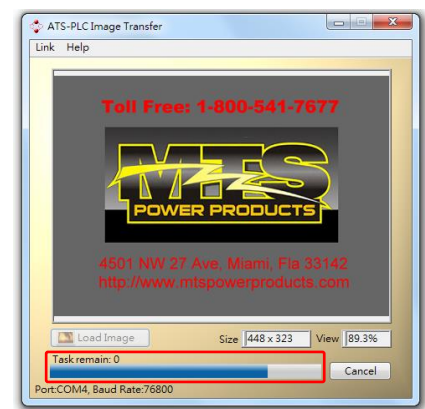 ATS-PLC Image Transfer
Link Help
Toll Free: 1-800-541-7677
MTS
POWER PRODUCTS
4501 NW 27 Ave, Miami, Fla 33142
http://www.mtspowerproducts.com
Load Image Size 448 x 323 View 89.3%
Task remain: 0
Cancel
Port:COM4, Baud Rate:76800